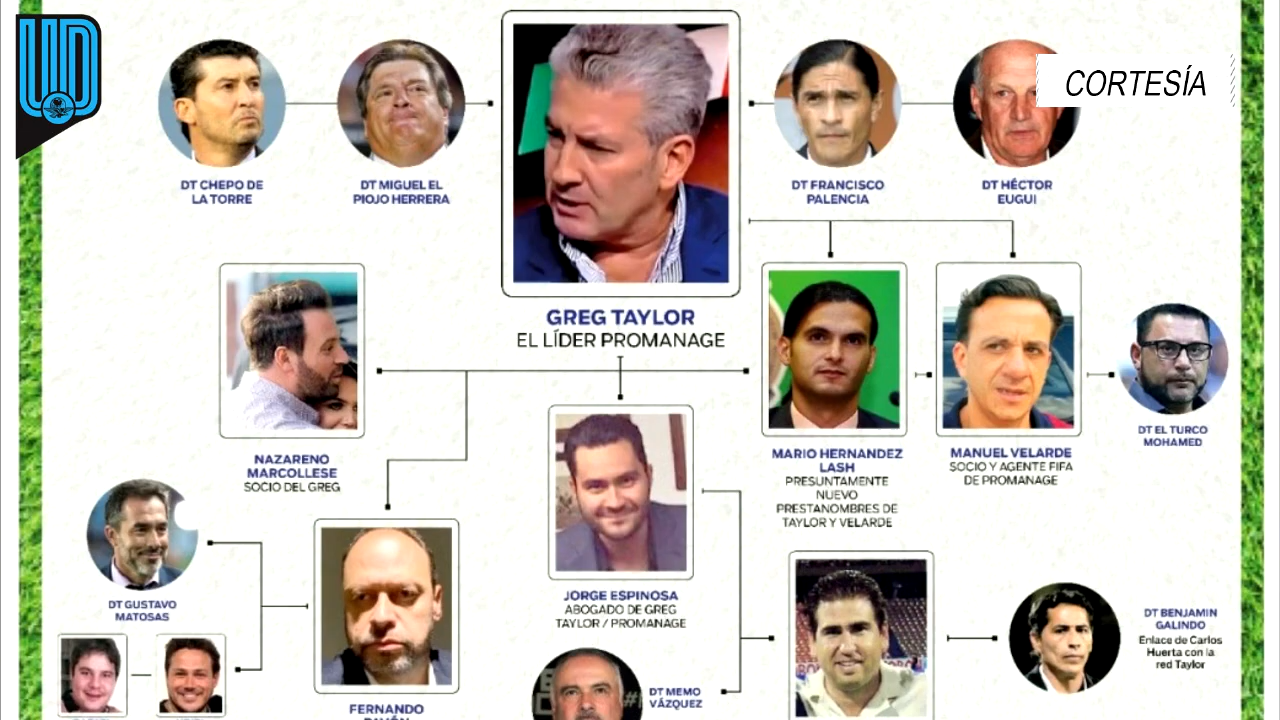 UD
CORTESÍA
DT CHEPO DE
LA TORRE
DT MIGUEL EL
PIOJO HERRERA
DT FRANCISCO
PALENCIA
DT HÉCTOR
EUGUI
GREG TAYLOR
EL LÍDER PROMANAGE
NAZARENO
MARCOLLESE
SOCIO DEL GREG
MARIO HERNANDEZ
LASH
PRESUNTAMENTE
NUEVO
PRESTANOMBRES DE
TAYLOR Y VELARDE
MANUEL VELARDE
SOCIO Y AGENTE FIFA
DE PROMANAGE
DT EL TURCO
MOHAMED
DT GUSTAVO
MATOSAS
JORGE ESPINOSA
ABOGADO DE GREG
TAYLOR / PROMANAGE
DT BENJAMIN
GALINDO
Enlace de Carlos
Huerta con la
red Taylor
DT MEMO
VÁZQUEZ
FERNANDO